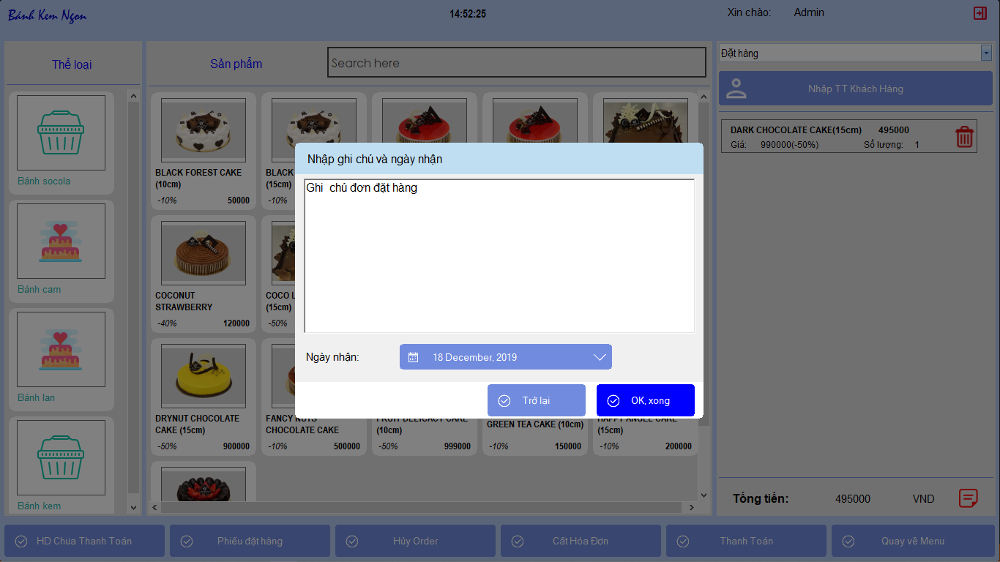 Bánh Kem Ngon
14:52:25
Xin chào: Admin
Thể loại
Sản phẩm
Search here
Đặt hàng
Nhập TT Khách Hàng
DARK CHOCOLATE CAKE(15cm) 495000
Giá: 990000(-50%) Số lượng: 1
Bánh socola
Bánh cam
Bánh lan
Bánh kem
BLACK FOREST CAKE
(10cm)
-10% 50000
BLACK
(15cm)
-10%
COCONUT
STRAWBERRY
-40% 120000
COCO L
(15cm)
-50%
DRYNUT CHOCOLATE
CAKE (15cm)
-50% 900000
FANCY NUTS
CHOCOLATE CAKE
-10% 500000
FRUIT DELICACY CAKE
(10cm)
-50% 999000
GREEN TEA CAKE (10cm)
-10% 150000
HAPPY ANGEL CAKE
(15cm)
-10% 200000
Nhập ghi chú và ngày nhận
Ghi  chú đơn đặt hàng
Ngày nhận:
18 December, 2019
Trở lại
OK, xong
Tổng tiền: 495000 VND
HD Chưa Thanh Toán
Phiếu đặt hàng
Hủy Order
Cất Hóa Đơn
Thanh Toán
Quay về Menu